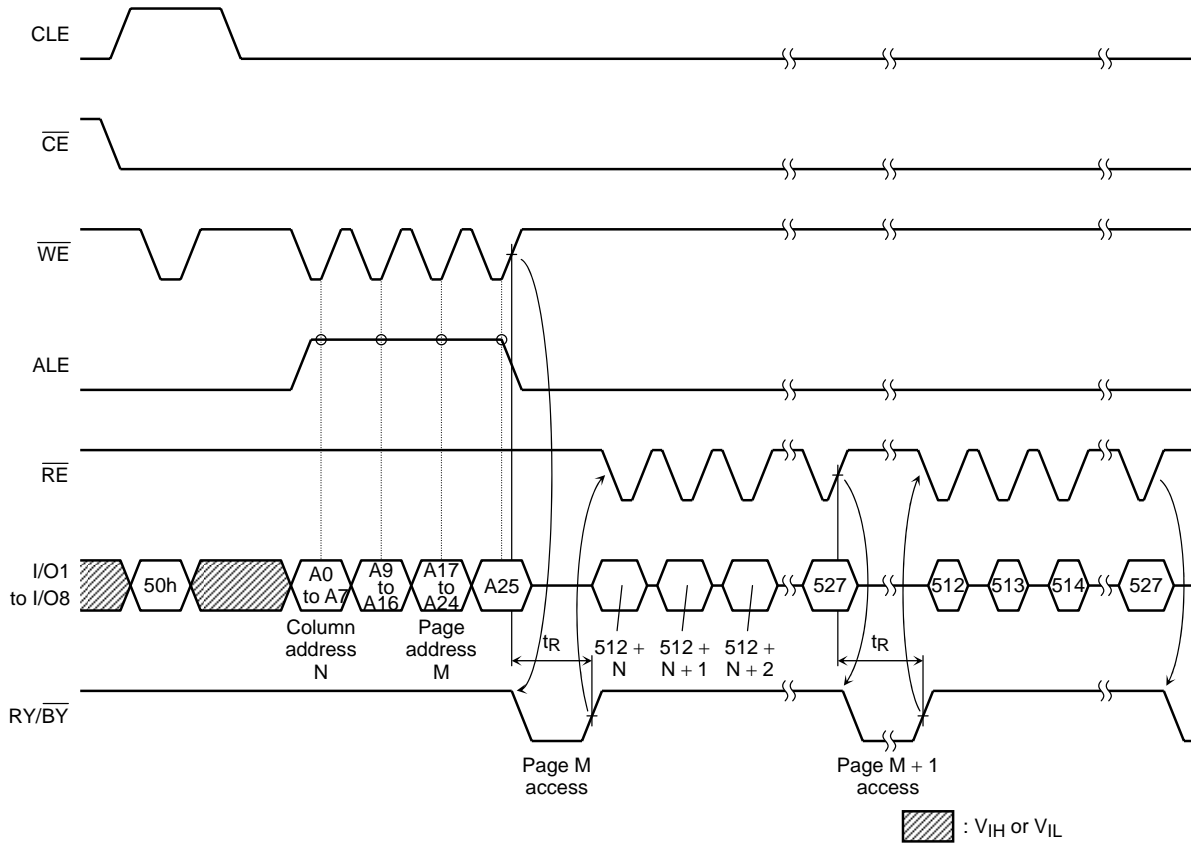 CLE
CE
WE
ALE
RE
I/O1
to I/O8
50h
A0
to A7
A9
to
A16
A17
to
A24
A25
527
512
513
514
527
Column
address
N
Page
address
M
tR
512 +
N
512 +
N + 1
512 +
N + 2
tR
RY/BY
Page M
access
Page M + 1
access
: VIH or VIL